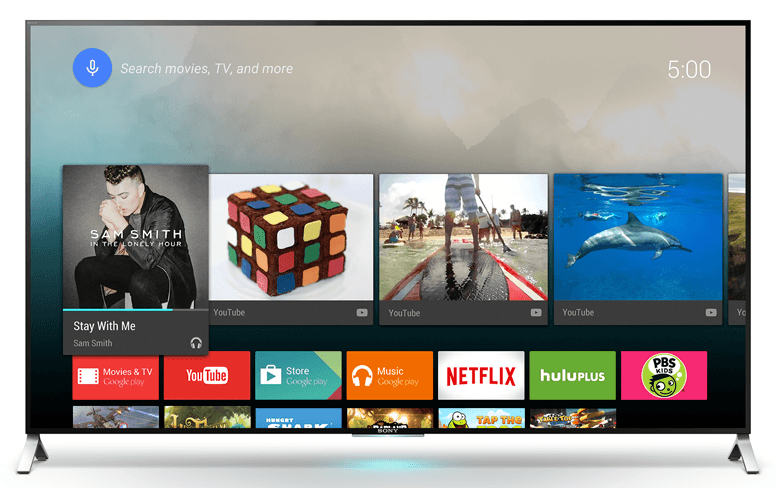 Search movies, TV, and more
5:00
SAM SMITH
IN THE LONELY HOUR
Stay With Me
Sam Smith
YouTube
YouTube
YouTube
Yo
Movies & TV
Google play
YouTube
Store
Google play
Music
Google play
NETFLIX
huluPLUS
PBS
KIDS
HUNGRY
SHARK
TAP THE
SONY